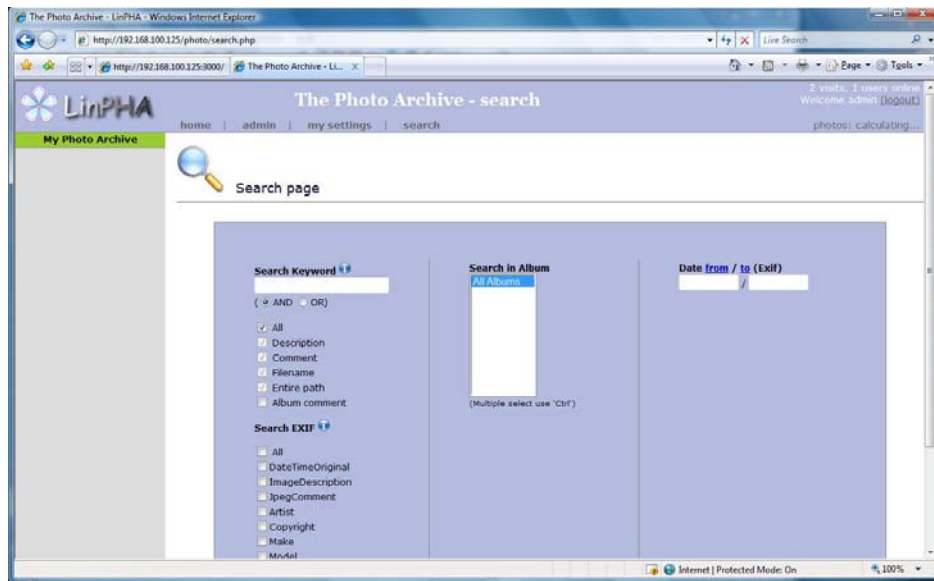 The Photo Archive - LinPHA - Windows Internet Explorer
http://192.168.100.125/photo/search.php
Live Search
http://192.168.100.125:3000/
The Photo Archive - Li...
Page
Tools
LinPHA
The Photo Archive - search
2 visits, 1 users online
Welcome admin (logout)
home | admin | my settings | search
photos: calculating...
My Photo Archive
Search page
Search Keyword
( AND OR)
All
Description
Comment
Filename
Entire path
Album comment
Search EXIF
All
DateTimeOriginal
ImageDescription
JpegComment
Artist
Copyright
Make
Model
Search in Album
All Albums
(Multiple select use 'Ctrl')
Date from / to (Exif)
/
Internet | Protected Mode: On
100%